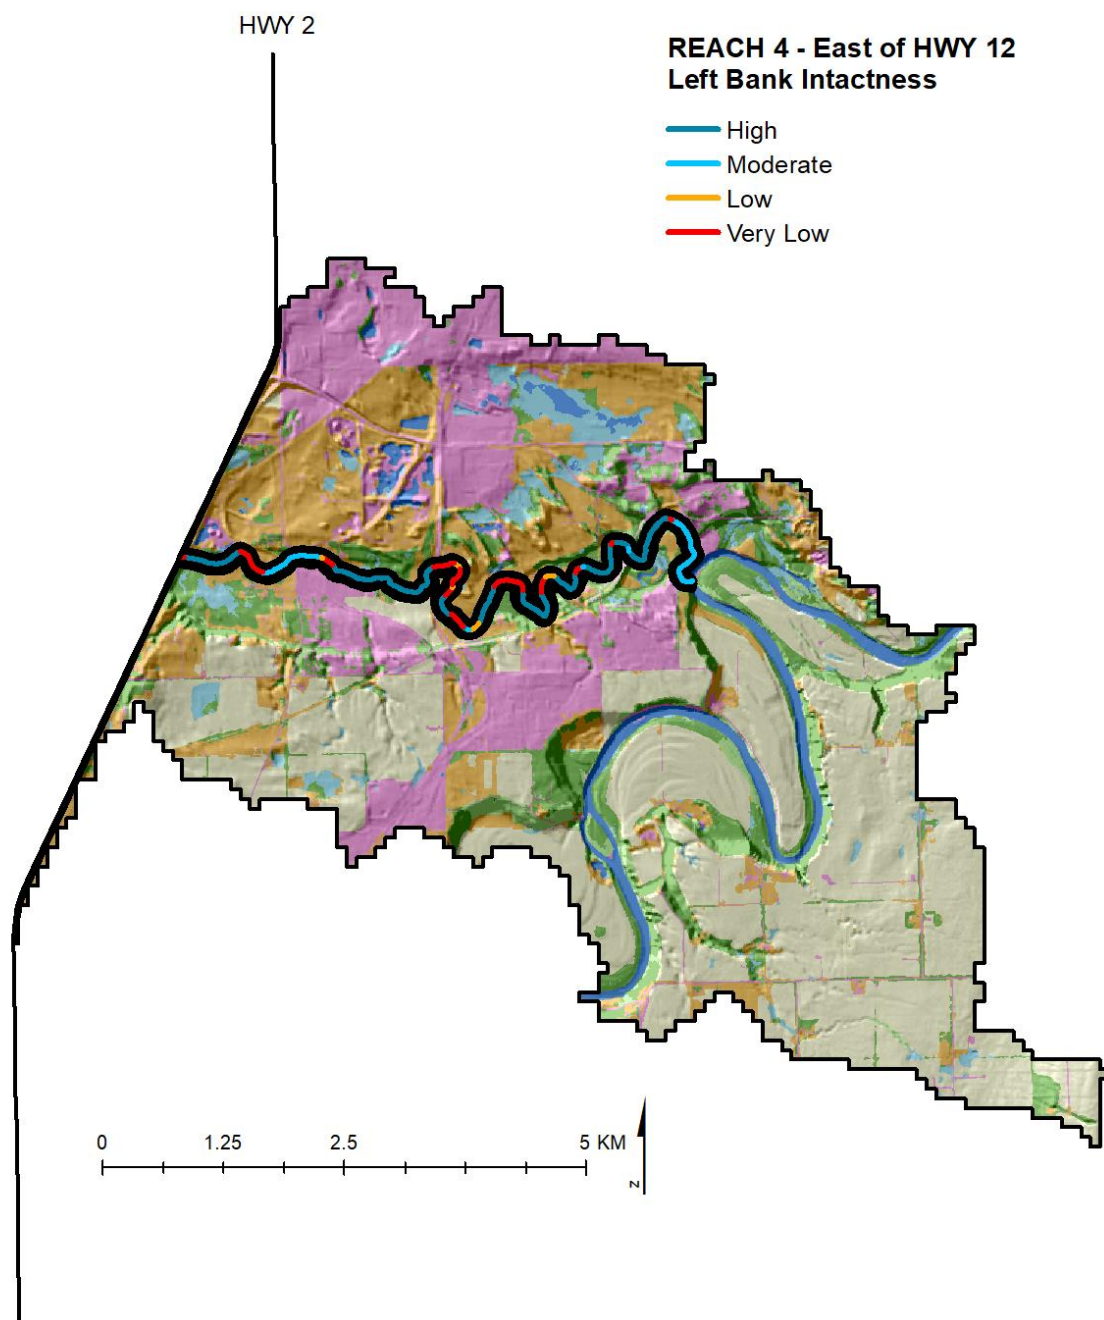 HWY 2
REACH 4 - East of HWY 12
Left Bank Intactness
High
Moderate
Low
Very Low
0 1.25 2.5 5 KM
N